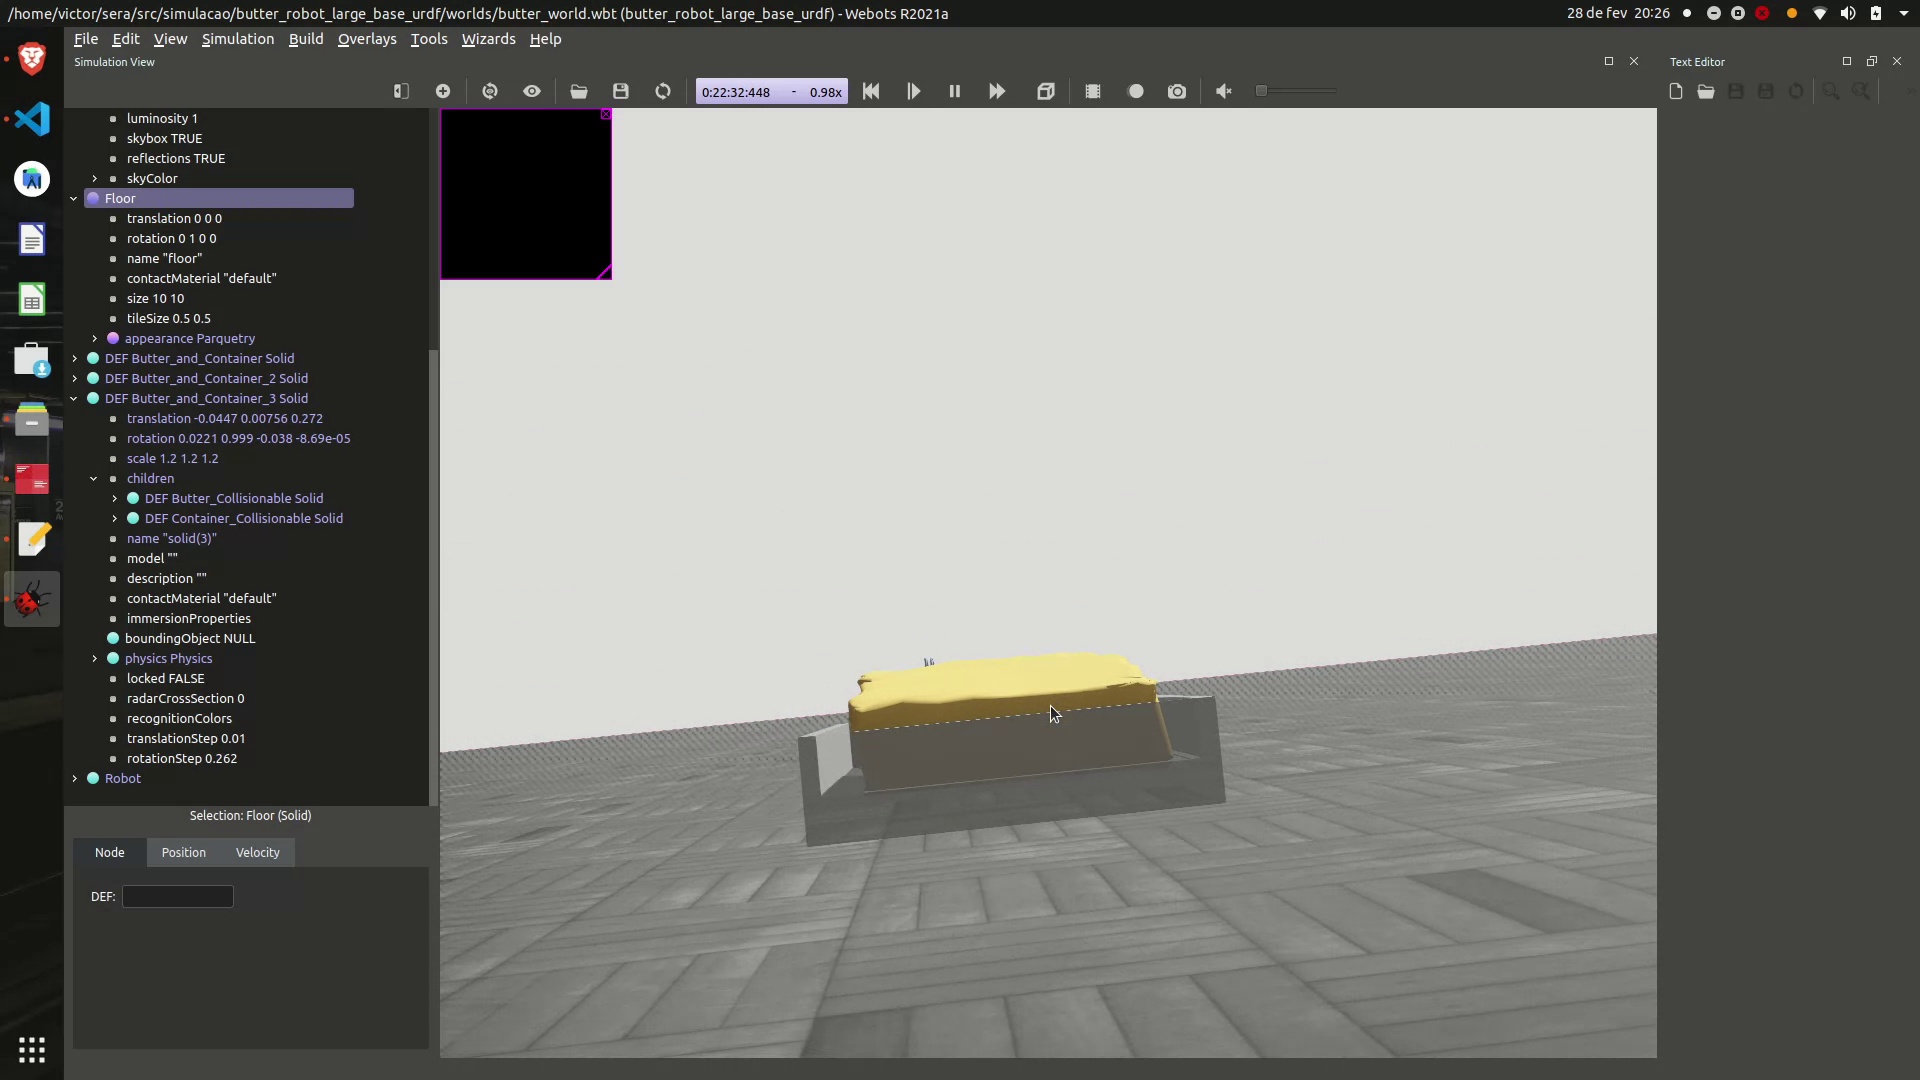 /home/victor/sera/src/simulacao/butter_robot_large_base_urdf/worlds/butter_world.wbt (butter_robot_large_base_urdf) - Webots R2021a
28 de fev 20:26
File Edit View Simulation Build Overlays Tools Wizards Help
Simulation View
Text Editor
0:22:32:448 - 0.98x
luminosity 1
skybox TRUE
reflections TRUE
skyColor
Floor
translation 0 0 0
rotation 0 1 0 0
name "floor"
contactMaterial "default"
size 10 10
tileSize 0.5 0.5
appearance Parquetry
DEF Butter_and_Container Solid
DEF Butter_and_Container_2 Solid
DEF Butter_and_Container_3 Solid
translation -0.0447 0.00756 0.272
rotation 0.0221 0.999 -0.038 -8.69e-05
scale 1.2 1.2 1.2
children
DEF Butter_Collisionable Solid
DEF Container_Collisionable Solid
name "solid(3)"
model ""
description ""
contactMaterial "default"
immersionProperties
boundingObject NULL
physics Physics
locked FALSE
radarCrossSection 0
recognitionColors
translationStep 0.01
rotationStep 0.262
Robot
Selection: Floor (Solid)
Node Position Velocity
DEF: